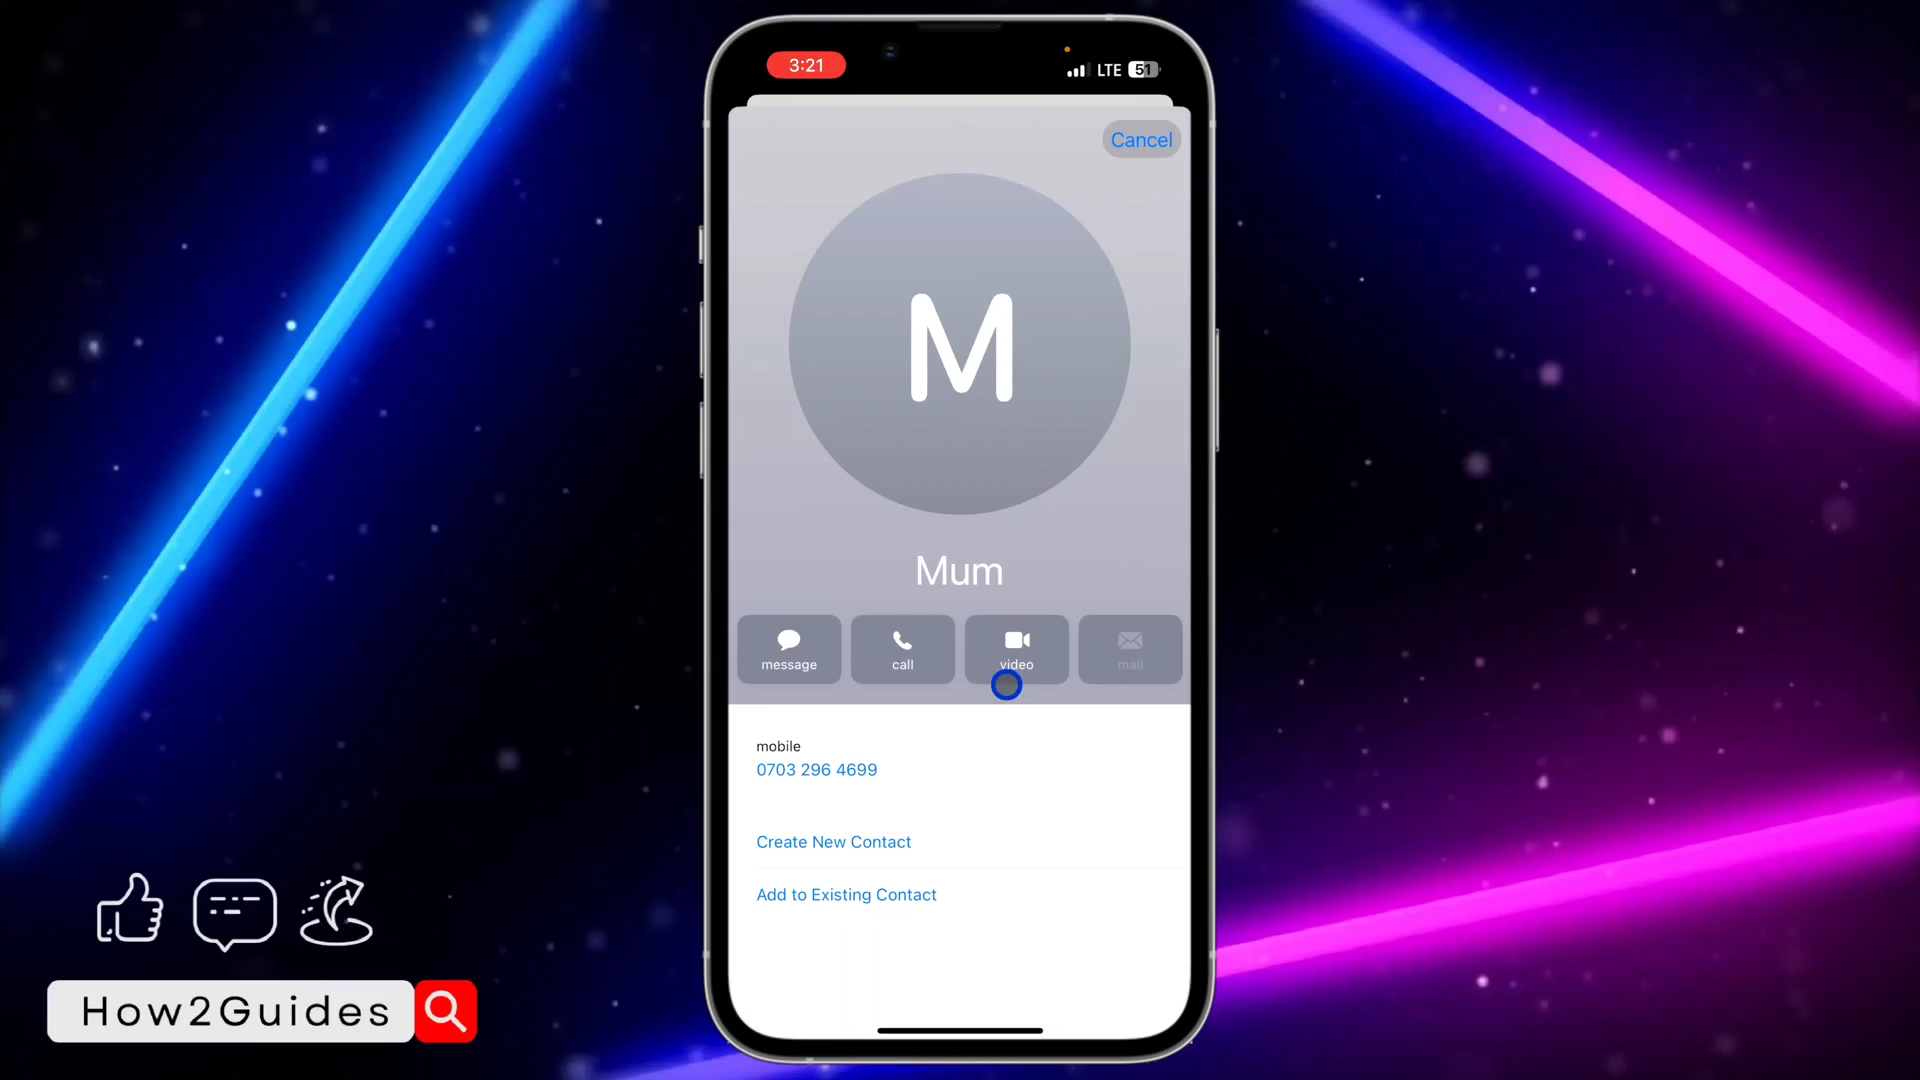 3:21
LTE 51
Cancel
M
Mum
message call video mail
mobile
0703 296 4699
Create New Contact
Add to Existing Contact
How2Guides